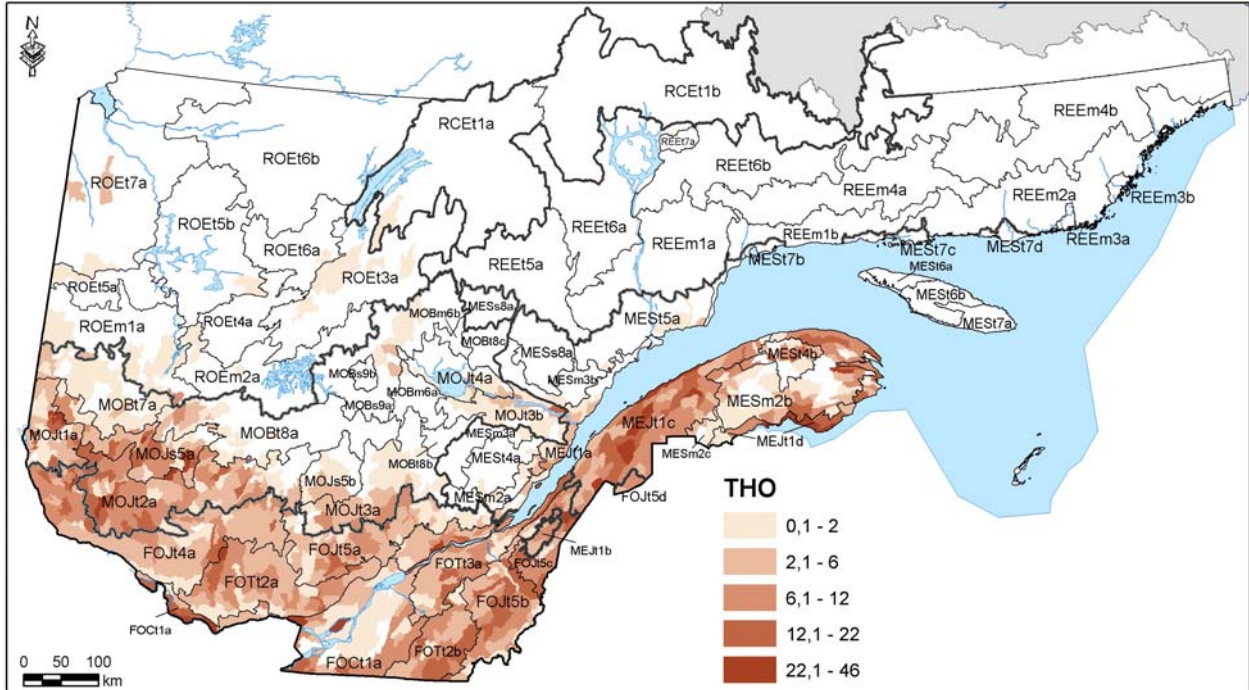 N
RCEt1b
REEm4b
RCEt1a
REEt7a
ROEt6b
REEt6b
ROEt7a
REEm4a
REEm2a
REEm3b
ROEt5b
REEt6a
REEm1b
REEm1a
ROEt6a
REEm3a
MESt7c
MESt7d
MESt7b
REEt5a
MESt6a
ROEt3a
ROEt5a
MESt6b
MESs8a
MOBm6b
MESt5a
MESt7a
ROEm1a
ROEt4a
MOBt8c
MESs8a
MESt4b
ROEm2a
MOBs9b
MOJt4a
MESm3b
MOBm6a
MESm2b
MOBt7a
MOBs9a
MOJt3b
MEJt1c
MOJt1a
MOBt8a
MESm3a
MEJt1d
MOJs5a
MEJt1a
MESm2c
MESt4a
MOBt8b
FOJt5d
MOJs5b
MESm2a
MOJt2a
MOJt3a
MEJt1b
FOJt4a
FOJt5a
FOTt3a
FOJt5c
FOTt2a
FOJt5b
FOCt1a
FOTt2b
FOCt1a
THO
0,1 - 2
2,1 - 6
6,1 - 12
12,1 - 22
22,1 - 46
0 50 100
km